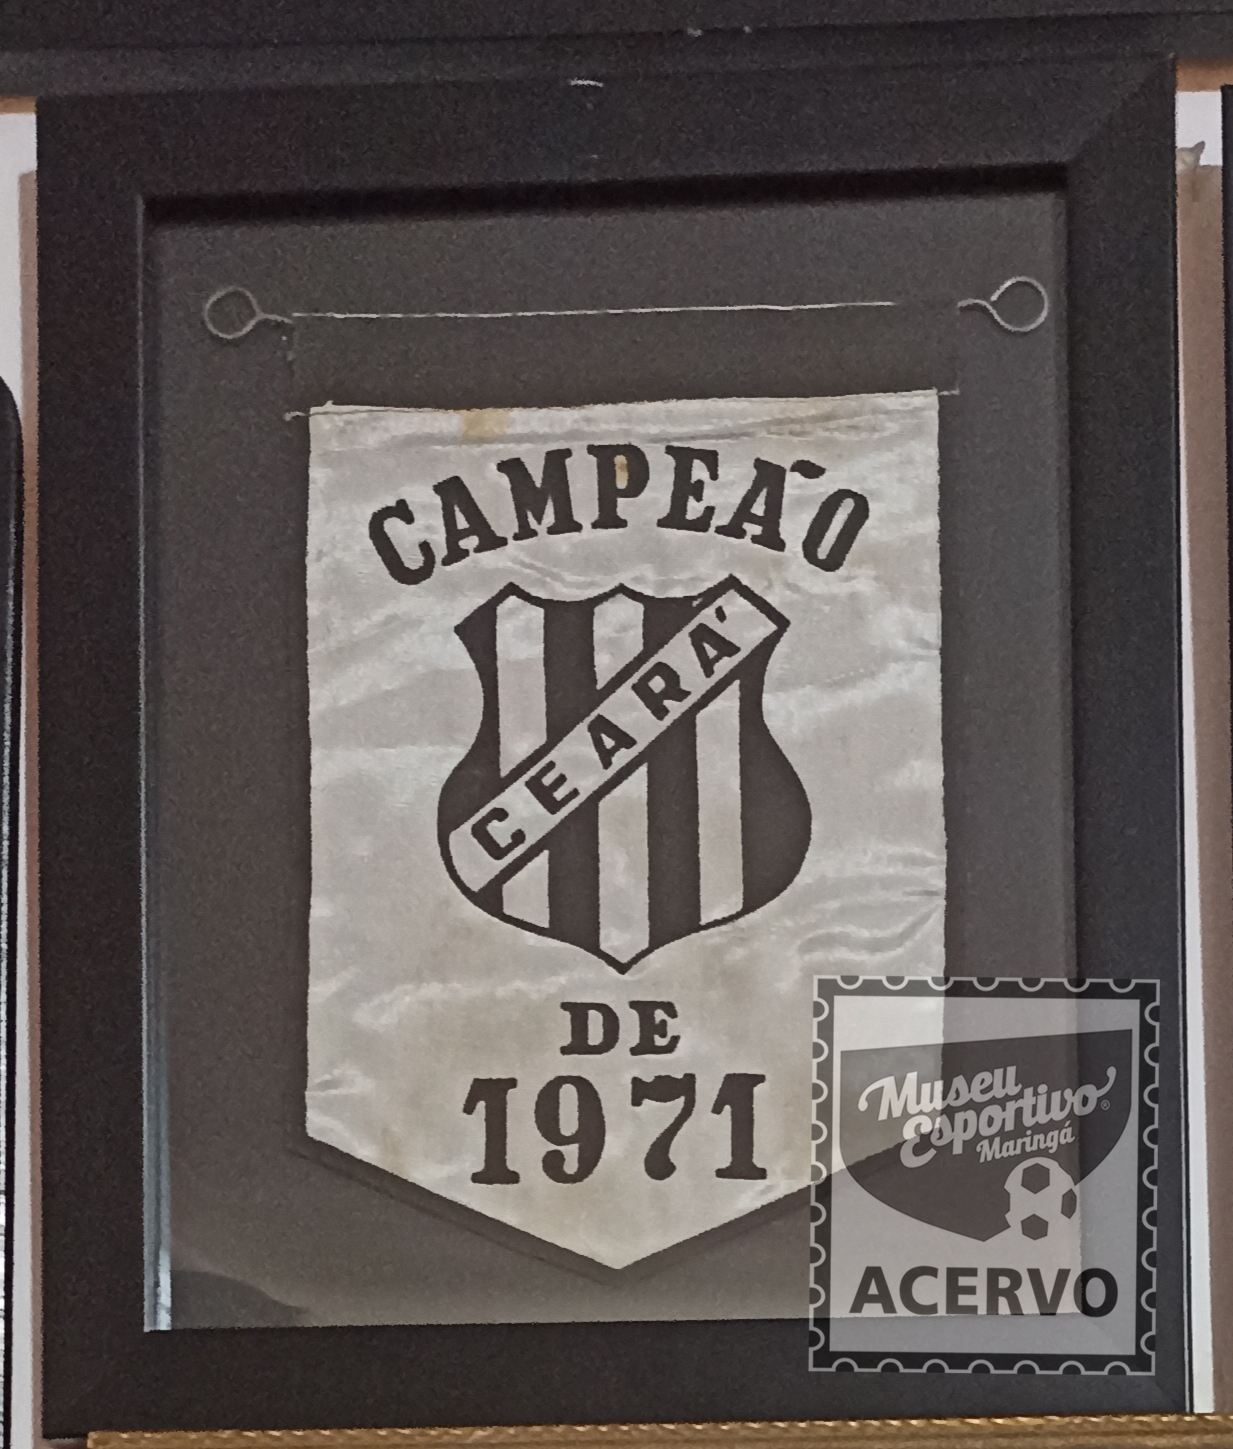 CAMPEÃO
CEARÁ
DE
1971
Museu
Esportivo®
Maringá
ACERVO